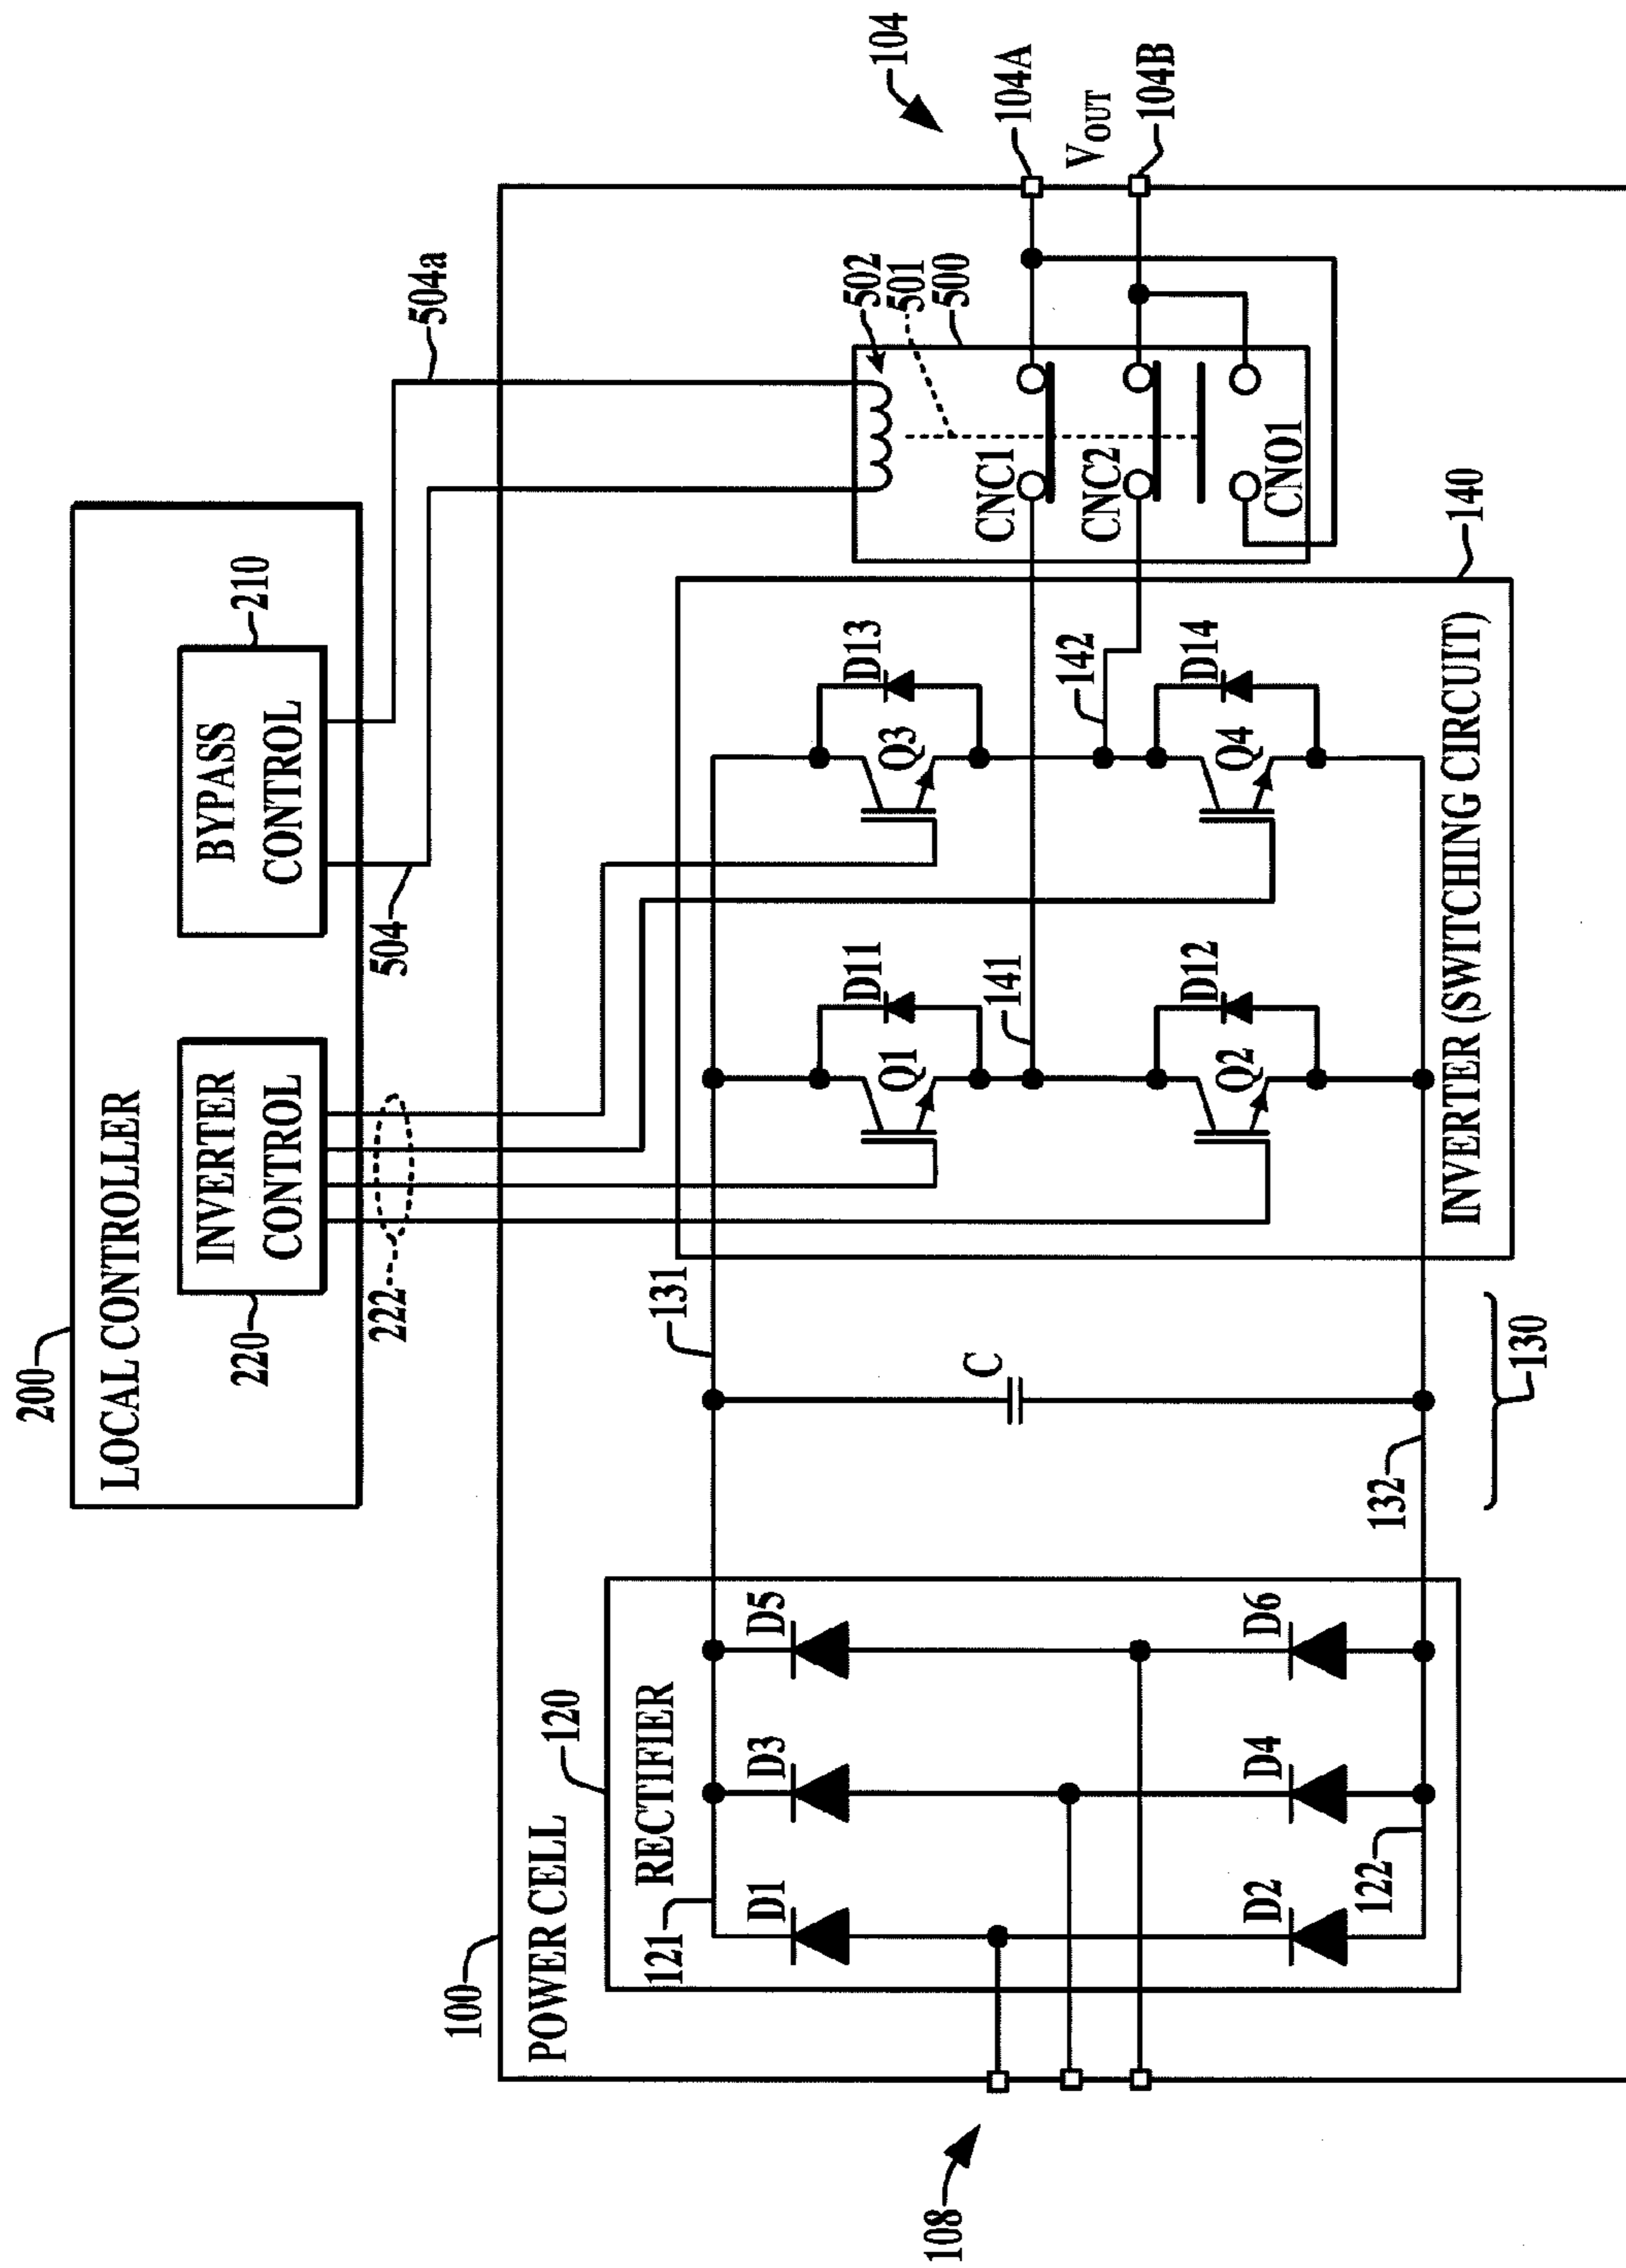 200
LOCAL CONTROLLER
INVERTER
CONTROL
220
222
BYPASS
CONTROL
210
504
504a
100
POWER CELL
120
RECTIFIER
121
D1
D3
D5
D2
D4
D6
122
108
131
C
132
130
Q1
D11
Q2
D12
141
Q3
D13
Q4
D14
142
INVERTER (SWITCHING CIRCUIT)
140
502
501
500
CNC1
CNC2
CNO1
104
104A
VOUT
104B